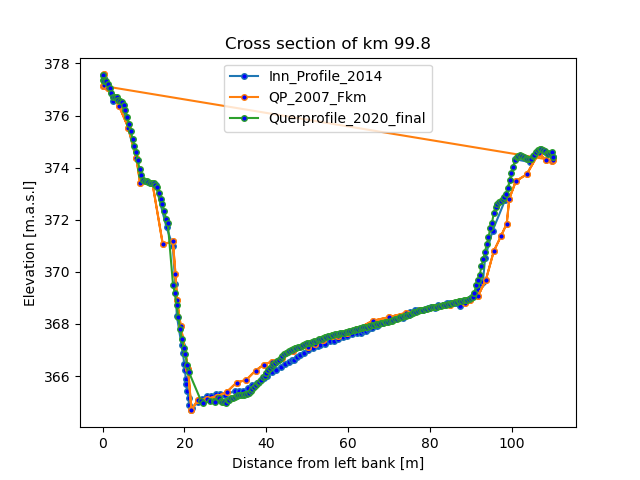 Cross section of km 99.8
Inn_Profile_2014
QP_2007_Fkm
Querprofile_2020_final
Elevation [m.a.s.l]
378
376
374
372
370
368
366
0 20 40 60 80 100
Distance from left bank [m]